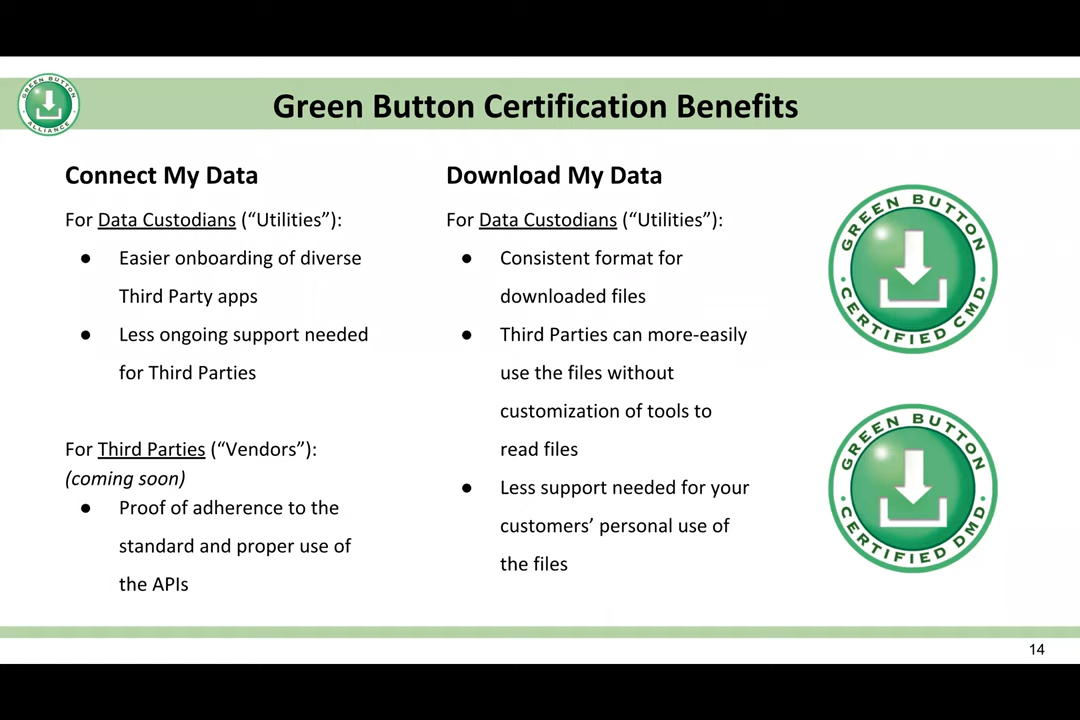 GREEN BUTTON
ALLIANCE
Green Button Certification Benefits
Connect My Data
For Data Custodians (“Utilities”):
● Easier onboarding of diverse
Third Party apps
● Less ongoing support needed
for Third Parties
For Third Parties (“Vendors”):
(coming soon)
● Proof of adherence to the
standard and proper use of
the APIs
Download My Data
For Data Custodians (“Utilities”):
● Consistent format for
downloaded files
● Third Parties can more-easily
use the files without
customization of tools to
read files
● Less support needed for your
customers’ personal use of
the files
GREEN BUTTON
CERTIFIED CMD
GREEN BUTTON
CERTIFIED DMD
14